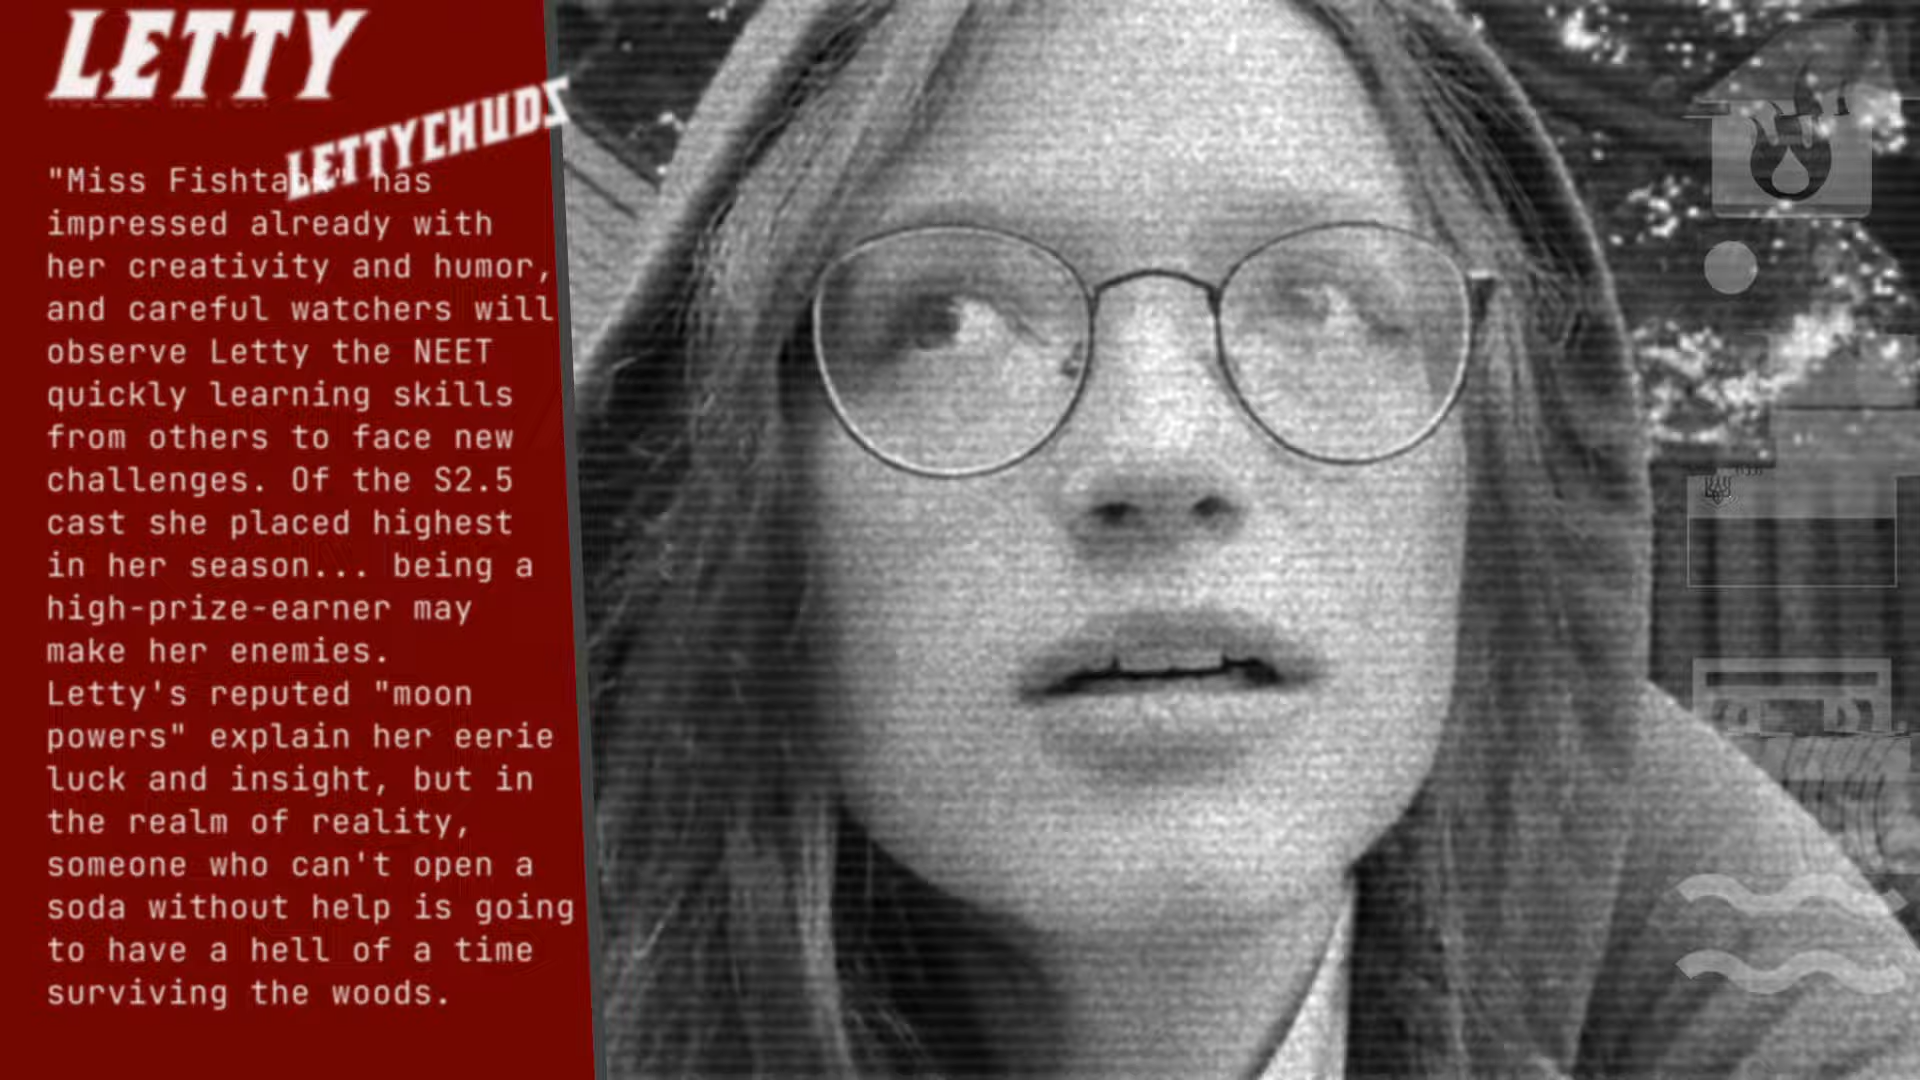 LETTY
LETTYCHUDS
"Miss Fishtank" has
impressed already with
her creativity and humor,
and careful watchers will
observe Letty the NEET
quickly learning skills
from others to face new
challenges. Of the S2.5
cast she placed highest
in her season... being a
high-prize-earner may
make her enemies.
Letty's reputed "moon
powers" explain her eerie
luck and insight, but in
the realm of reality,
someone who can't open a
soda without help is going
to have a hell of a time
surviving the woods.